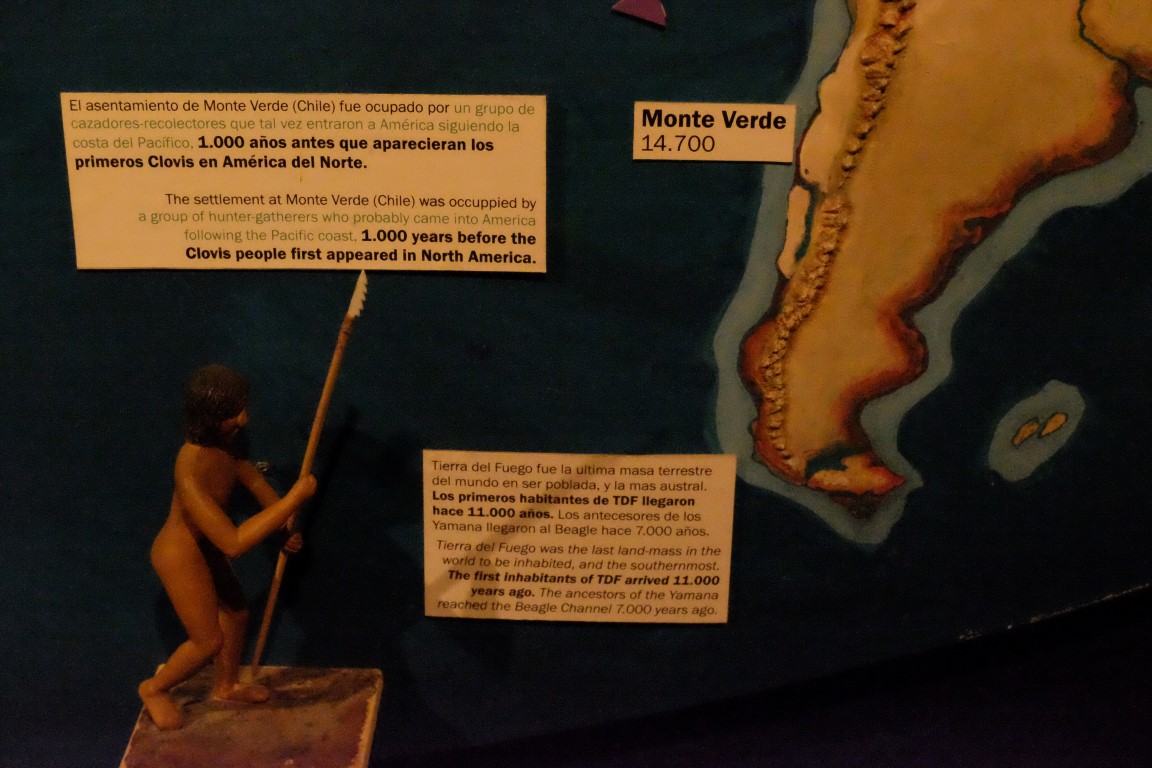 El asentamiento de Monte Verde (Chile) fue ocupado por un grupo de
cazadores-recolectores que tal vez entraron a América siguiendo la
costa del Pacífico, 1.000 años antes que aparecieran los
primeros Clovis en América del Norte.
The settlement at Monte Verde (Chile) was occuppied by
a group of hunter-gatherers who probably came into America
following the Pacific coast, 1.000 years before the
Clovis people first appeared in North America.
Monte Verde
14.700
Tierra del Fuego fue la ultima masa terrestre
del mundo en ser poblada, y la mas austral.
Los primeros habitantes de TDF llegaron
hace 11.000 años. Los antecesores de los
Yamana llegaron al Beagle hace 7.000 años.
Tierra del Fuego was the last land-mass in the
world to be inhabited, and the southernmost.
The first inhabitants of TDF arrived 11.000
years ago. The ancestors of the Yamana
reached the Beagle Channel 7.000 years ago.